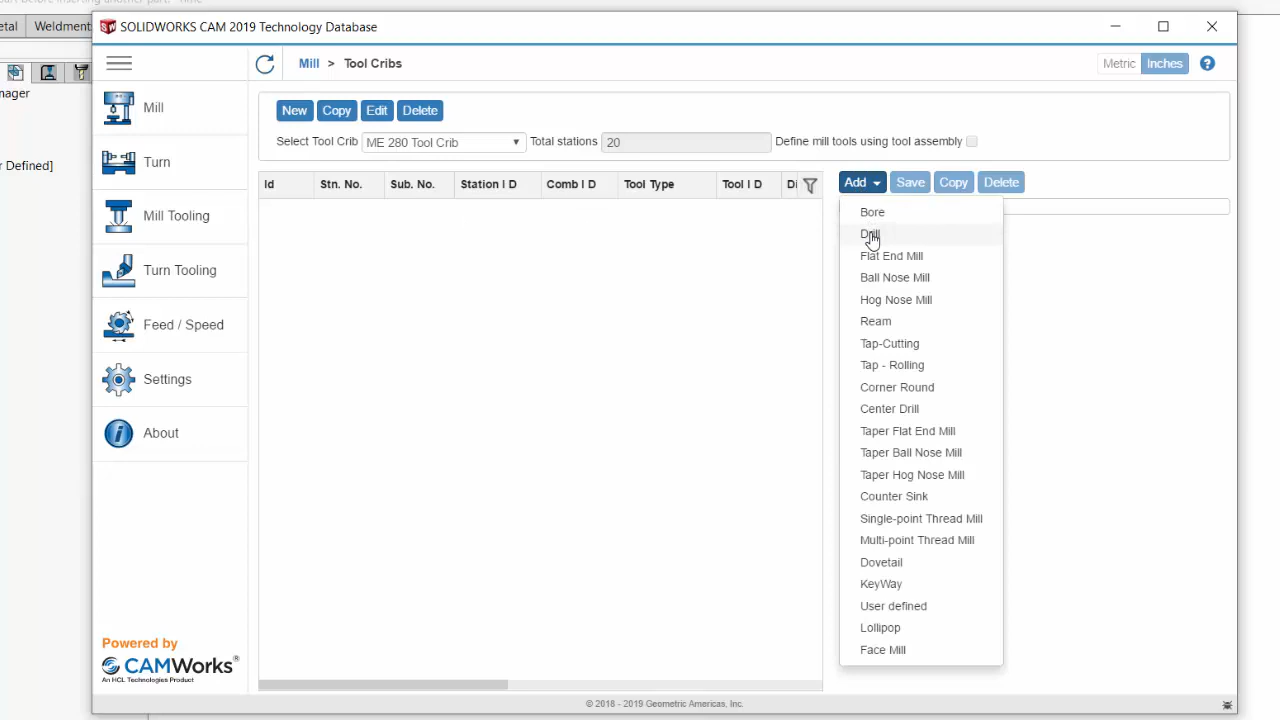 etal
Weldment
SOLIDWORKS CAM 2019 Technology Database
Mill > Tool Cribs
Metric Inches
nager
Mill
New Copy Edit Delete
Select Tool Crib ME 280 Tool Crib Total stations 20 Define mill tools using tool assembly
r Defined]
Turn
Id Stn. No. Sub. No. Station I D Comb I D Tool Type Tool I D Di
Add Save Copy Delete
Mill Tooling
Turn Tooling
Feed / Speed
Settings
About
Bore
Drill
Flat End Mill
Ball Nose Mill
Hog Nose Mill
Ream
Tap-Cutting
Tap - Rolling
Corner Round
Center Drill
Taper Flat End Mill
Taper Ball Nose Mill
Taper Hog Nose Mill
Counter Sink
Single-point Thread Mill
Multi-point Thread Mill
Dovetail
KeyWay
User defined
Lollipop
Face Mill
Powered by
CAMWorks®
An HCL Technologies Product
© 2018 - 2019 Geometric Americas, Inc.